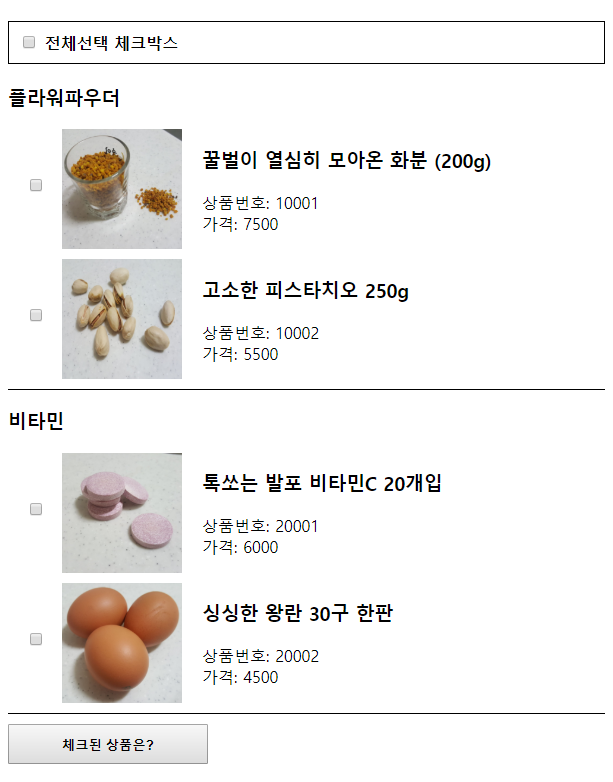 전체선택 체크박스
플라워파우더
꿀벌이 열심히 모아온 화분 (200g)
상품번호: 10001
가격: 7500
고소한 피스타치오 250g
상품번호: 10002
가격: 5500
비타민
톡쏘는 발포 비타민C 20개입
상품번호: 20001
가격: 6000
싱싱한 왕란 30구 한판
상품번호: 20002
가격: 4500
체크된 상품은?